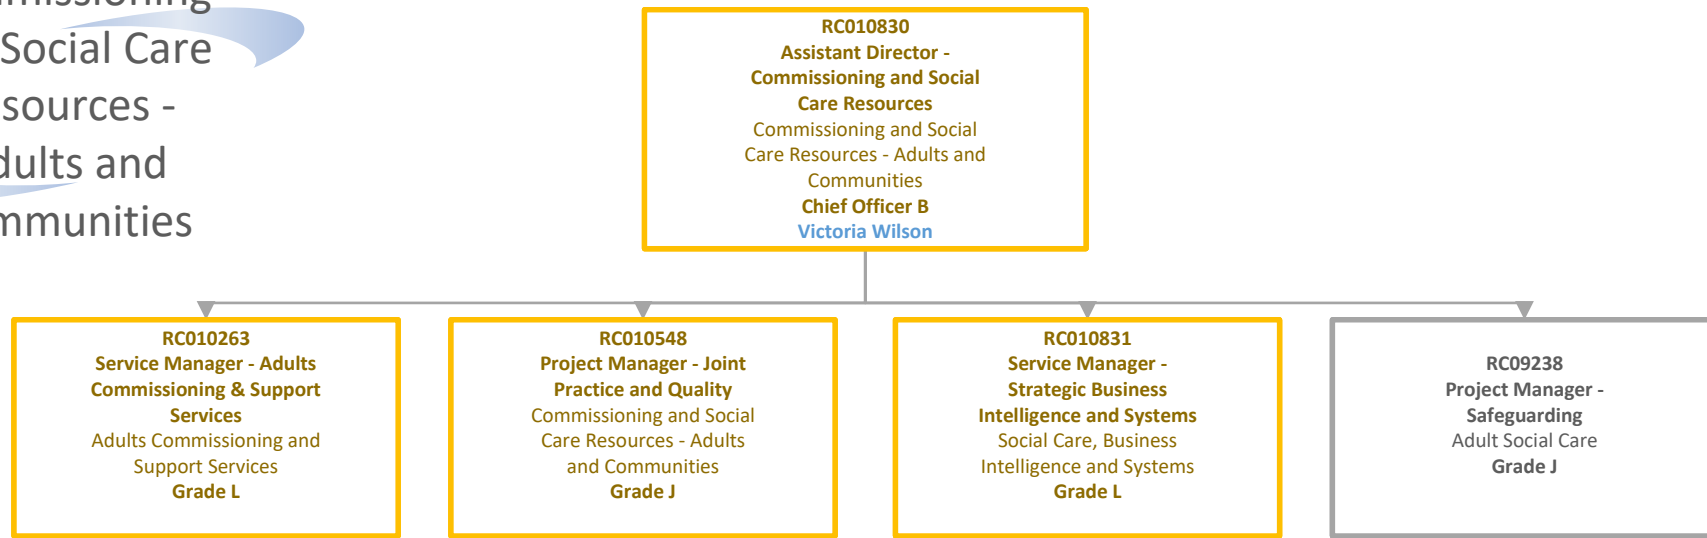 Social Care
and
RC010830
Assistant Director -
Commissioning and Social
Care Resources
Commissioning and Social
Care Resources - Adults and
Communities
Chief Officer B
Victoria Wilson
RC010263
Service Manager - Adults
Commissioning & Support
Services
Adults Commissioning and
Support Services
Grade L
RC010548
Project Manager - Joint
Practice and Quality
Commissioning and Social
Care Resources - Adults
and Communities
Grade J
RC010831
Service Manager -
Strategic Business
Intelligence and Systems
Social Care, Business
Intelligence and Systems
Grade L
RC09238
Project Manager -
Safeguarding
Adult Social Care
Grade J